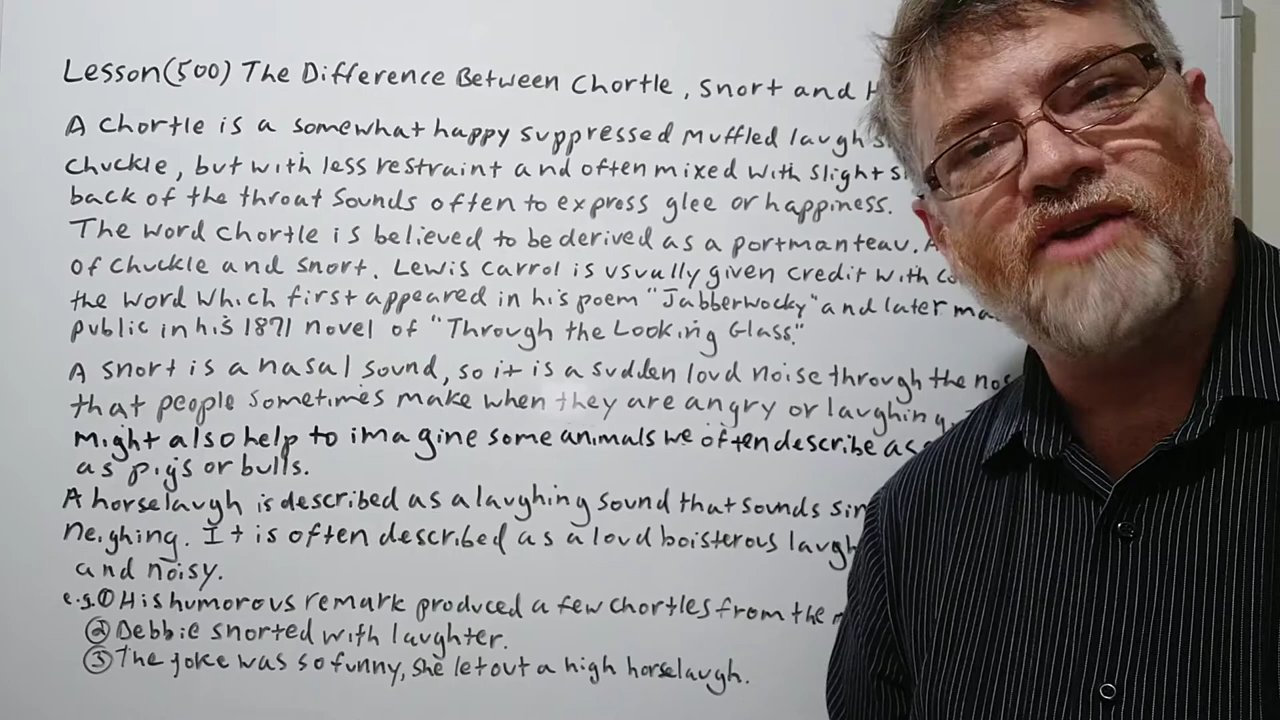 Lesson(500) The Difference Between Chortle, Snort and
A Chortle is a somewhat happy suppressed Muffled laugh
chuckle, but with less restraint and often mixed with slight
back of the throat Sounds often to express glee or happiness.
The word chortle is believed to be derived as a portmanteau.
of Chuckle and Snort. Lewis Carrol is usually given credit with
the word which first appeared in his poem "Jabberwocky" and later
public in his 1871 novel of "Through the Looking Glass."
A snort is a nasal sound, so it is a sudden loud noise through the
that people sometimes make when they are angry or laughing.
Might also help to imagine some animals we often describe as
as pigs or bulls.
A horselaugh is described as a laughing sound that sounds
Neighing. It is often described as a loud boisterous
and noisy.
e.g.① His humorous remark produced a few chortles from the
② Debbie snorted with laughter.
③ The joke was so funny, she let out a high horselaugh.